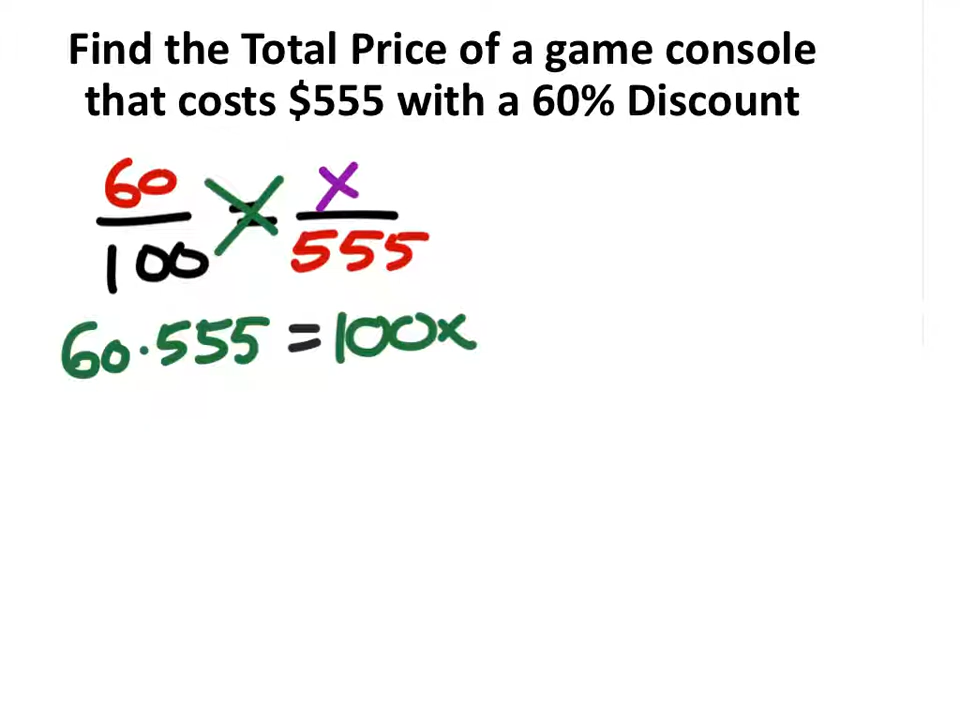 Find the Total Price of a game console
that costs $555 with a 60% Discount
60/100 = x/555
60·555 = 100x